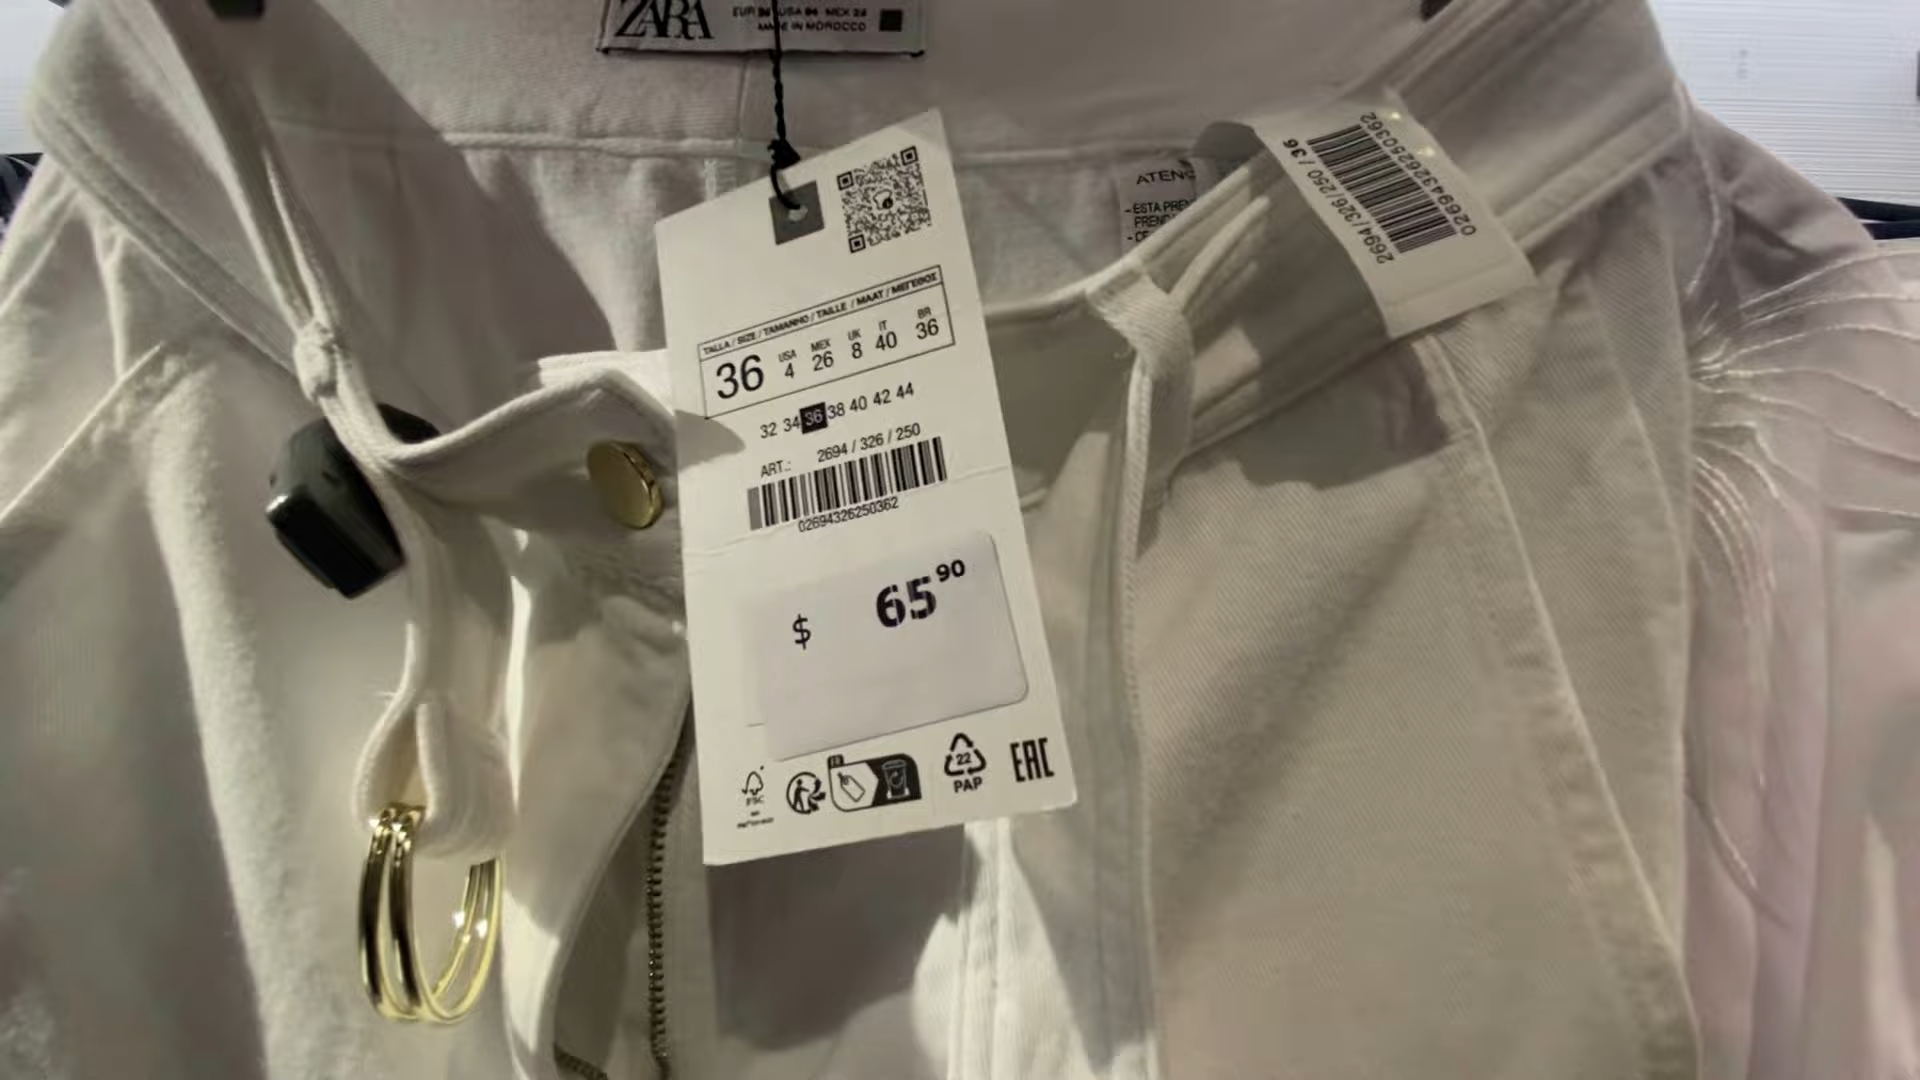 ZARA
MADE IN MOROCCO
TALLA / SIZE / TAMANHO / TAILLE / MAAT / ΜΕΓΕΘΟΣ
36
USA
4
MEX
26
UK
8
IT
40
BR
36
32 34 36 38 40 42 44
ART.: 2694 / 326 / 250
02694326250362
$ 65 90
FSC
FR
22
PAP
EAC
ATENC
- ESTA PREN
PREND
2694/326/250 / 36
02694326250362